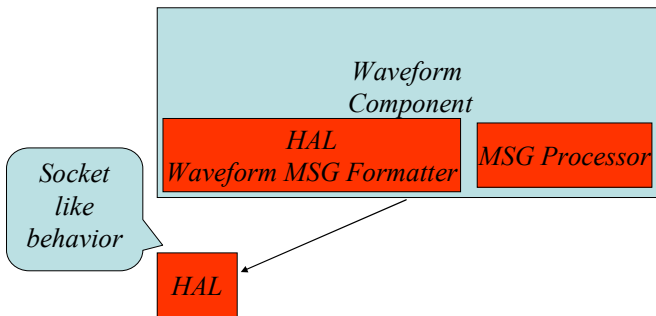 Waveform
Component
HAL
Waveform MSG Formatter
MSG Processor
Socket
like
behavior
HAL